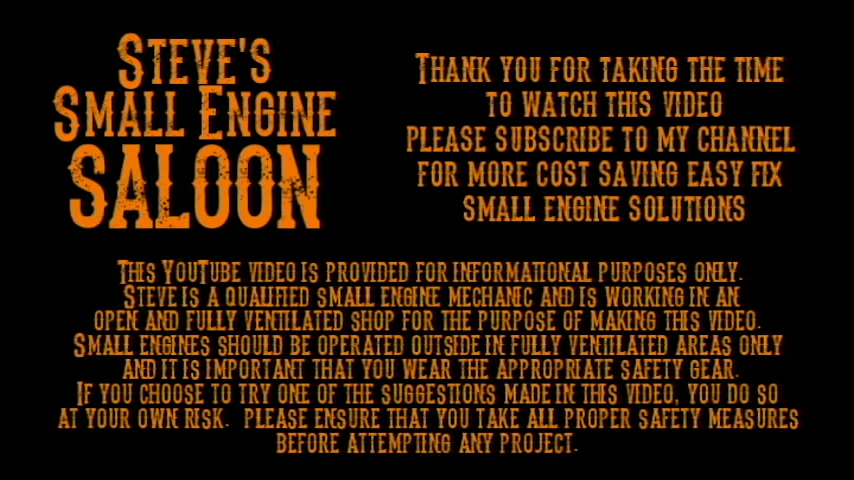 Steve's
Small Engine
SALOON
Thank you for taking the time
to watch this video
please subscribe to my channel
for more cost saving easy fix
small engine solutions
This YouTube video is provided for informational purposes only.
Steve is a qualified small engine mechanic and is working in an
open and fully ventilated shop for the purpose of making this video.
Small engines should be operated outside in fully ventilated areas only
and it is important that you wear the appropriate safety gear.
If you choose to try one of the suggestions made in this video, you do so
at your own risk. please ensure that you take all proper safety measures
before attempting any project.